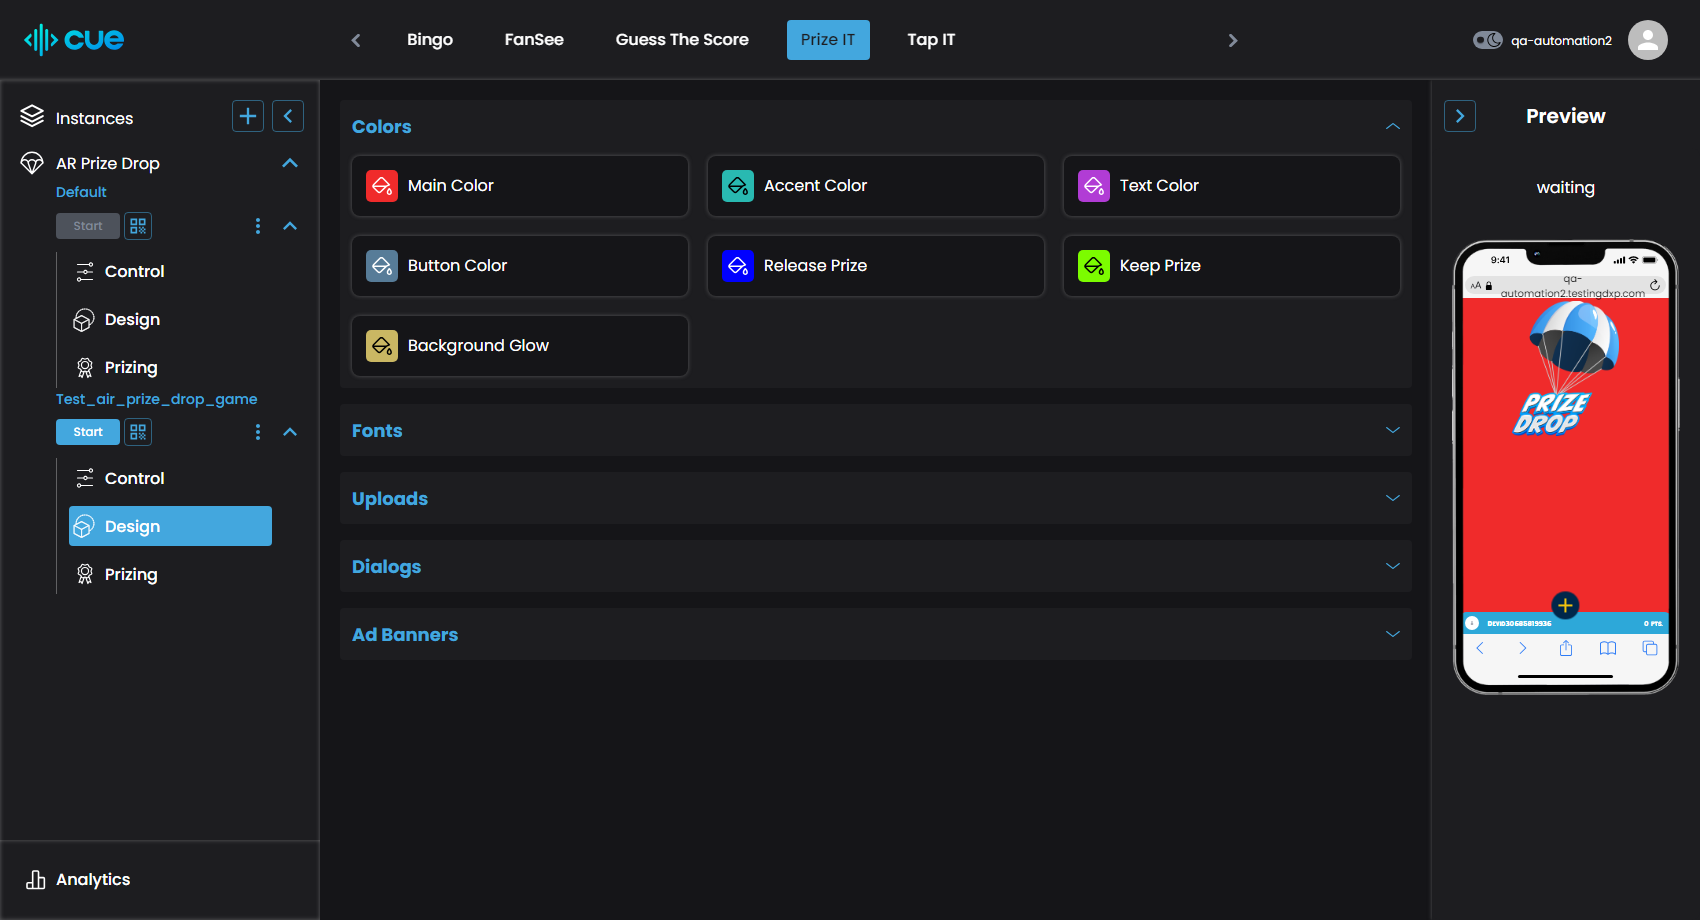 cue
Bingo
FanSee
Guess The Score
Prize IT
Tap IT
qa-automation2
Instances
AR Prize Drop
Default
Start
Control
Design
Prizing
Test_air_prize_drop_game
Start
Control
Design
Prizing
Analytics
Colors
Main Color
Accent Color
Text Color
Button Color
Release Prize
Keep Prize
Background Glow
Fonts
Uploads
Dialogs
Ad Banners
Preview
waiting
9:41
AA
qa-
automation2.testingdxp.com
PRIZE
DROP
0 PTS.